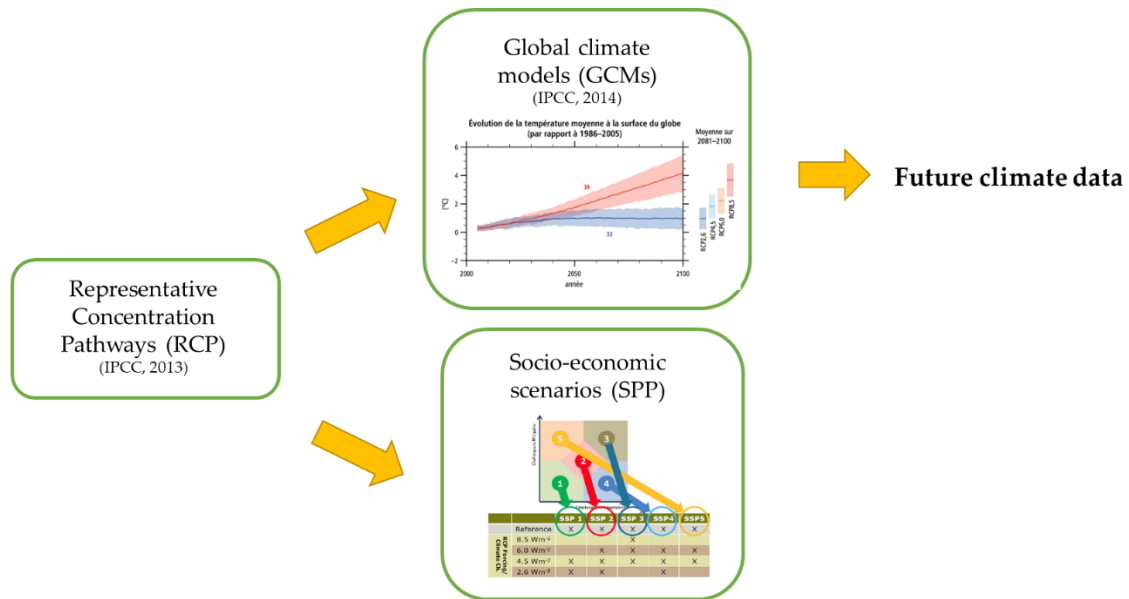 Global climate
models (GCMs)
(IPCC, 2014)
Évolution de la température moyenne à la surface du globe
(par rapport à 1986–2005)
Moyenne sur
2081–2100
6
4
2
0
−2
(°C)
39
32
2000
2050
2100
année
RCP2,6
RCP4,5
RCP6,0
RCP8,5
Future climate data
Representative
Concentration
Pathways (RCP)
(IPCC, 2013)
Socio-economic
scenarios (SPP)
5
3
2
1
4
SSP 1 SSP 2 SSP 3 SSP4 SSP5
Reference X X X X X
RCP Forcing/
Climate Ch.
8.5 Wm⁻² X
6.0 Wm⁻² X X X X
4.5 Wm⁻² X X X X X
2.6 Wm⁻² X X X